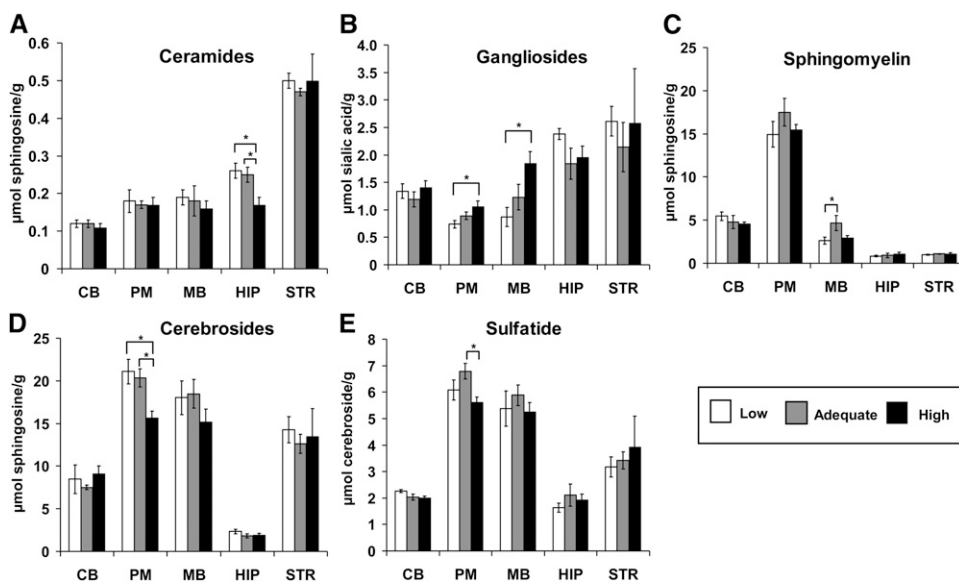 A
Ceramides
µmol sphingosine/g
0.6
0.5
0.4
0.3
0.2
0.1
0
* *
CB PM MB HIP STR
B
Gangliosides
µmol sialic acid/g
4.0
3.5
3.0
2.5
2.0
1.5
1.0
0.5
0.0
* *
CB PM MB HIP STR
C
Sphingomyelin
µmol sphingosine/g
25
20
15
10
5
0
*
CB PM MB HIP STR
D
Cerebrosides
µmol sphingosine/g
25
20
15
10
5
0
* *
CB PM MB HIP STR
E
Sulfatide
µmol cerebroside/g
8
7
6
5
4
3
2
1
0
*
CB PM MB HIP STR
Low Adequate High